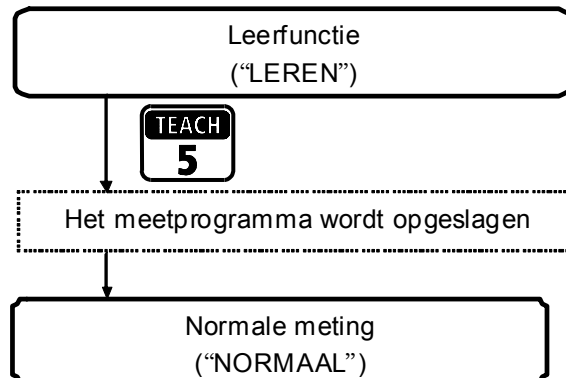 Leerfunctie
(“LEREN”)
TEACH
5
Het meetprogramma wordt opgeslagen
Normale meting
(“NORMAAL”)